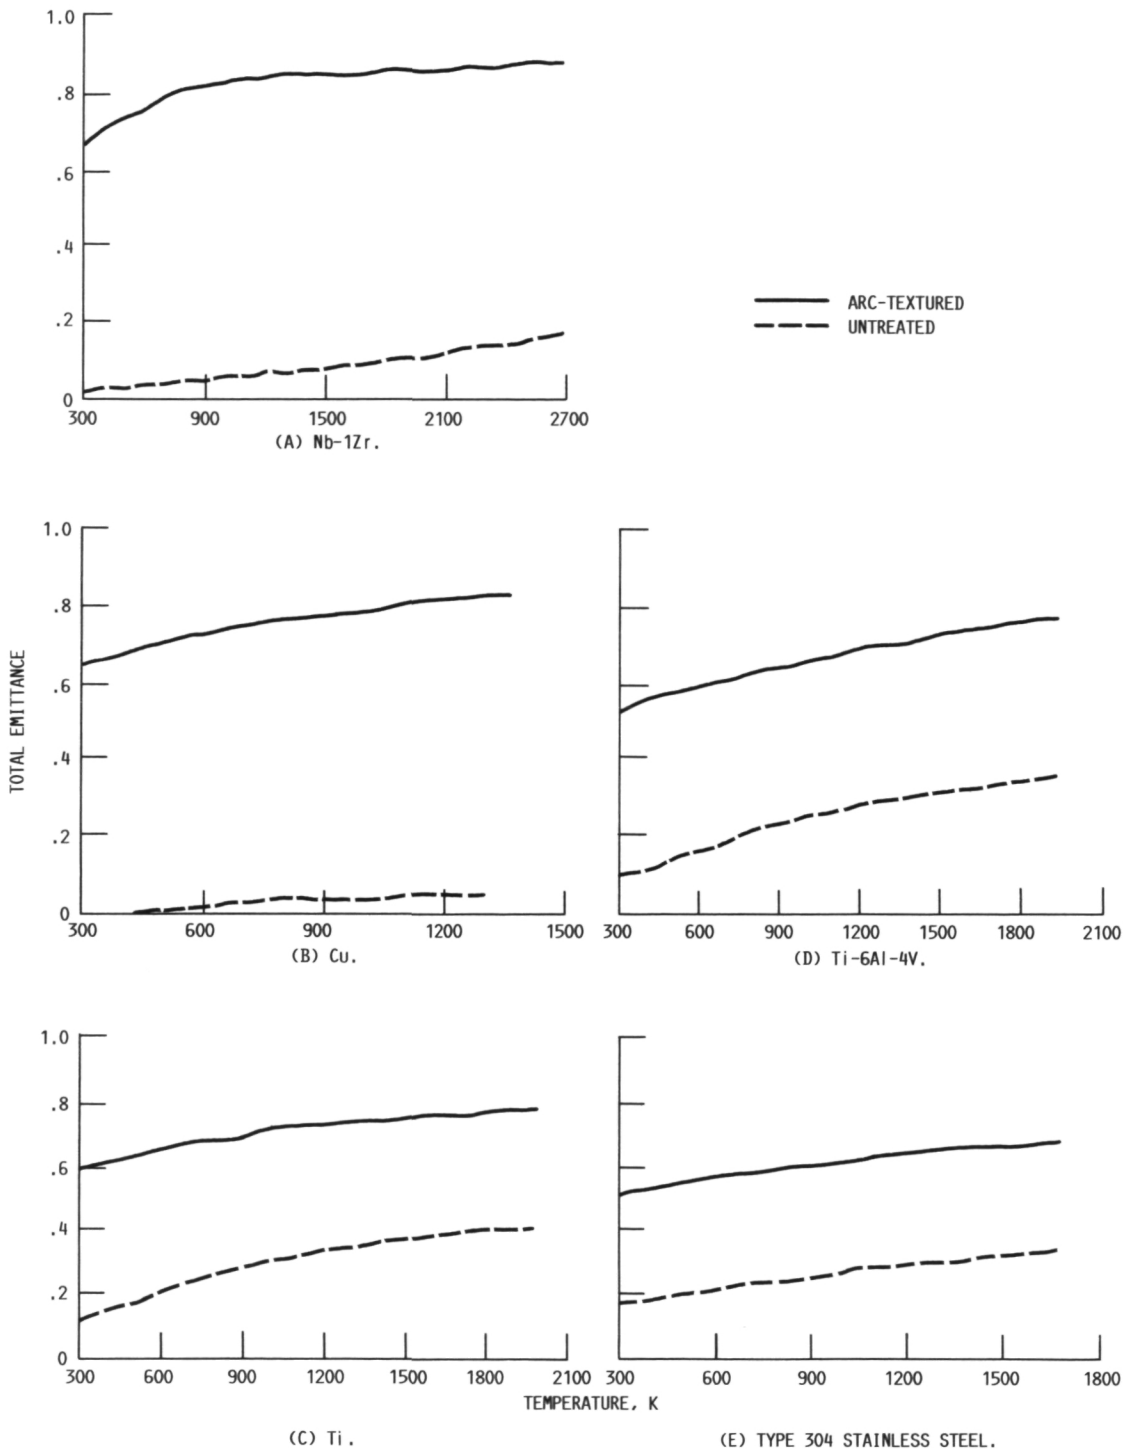 1.0
.8
.6
.4
.2
0
300 900 1500 2100 2700
(A) Nb-1Zr.
ARC-TEXTURED
UNTREATED
TOTAL EMITTANCE
1.0
.8
.6
.4
.2
0
300 600 900 1200 1500
(B) Cu.
300 600 900 1200 1500 1800 2100
(D) Ti-6Al-4V.
1.0
.8
.6
.4
.2
0
300 600 900 1200 1500 1800 2100
300 600 900 1200 1500 1800
TEMPERATURE, K
(C) Ti.
(E) TYPE 304 STAINLESS STEEL.